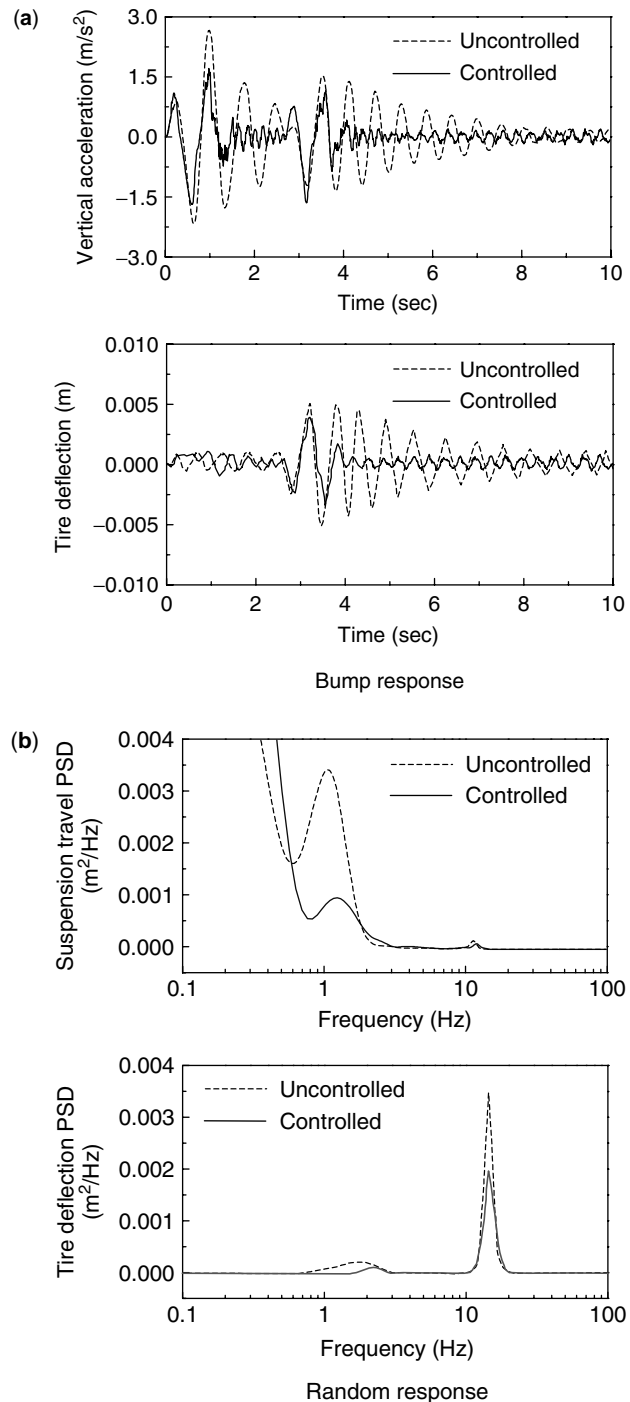 (a)
Vertical acceleration (m/s²)
3.0
1.5
0.0
−1.5
−3.0
Uncontrolled
Controlled
0 2 4 6 8 10
Time (sec)
Tire deflection (m)
0.010
0.005
0.000
−0.005
−0.010
Uncontrolled
Controlled
0 2 4 6 8 10
Time (sec)
Bump response
(b)
Suspension travel PSD
(m²/Hz)
0.004
0.003
0.002
0.001
0.000
Uncontrolled
Controlled
0.1 1 10 100
Frequency (Hz)
Tire deflection PSD
(m²/Hz)
0.004
0.003
0.002
0.001
0.000
Uncontrolled
Controlled
0.1 1 10 100
Frequency (Hz)
Random response